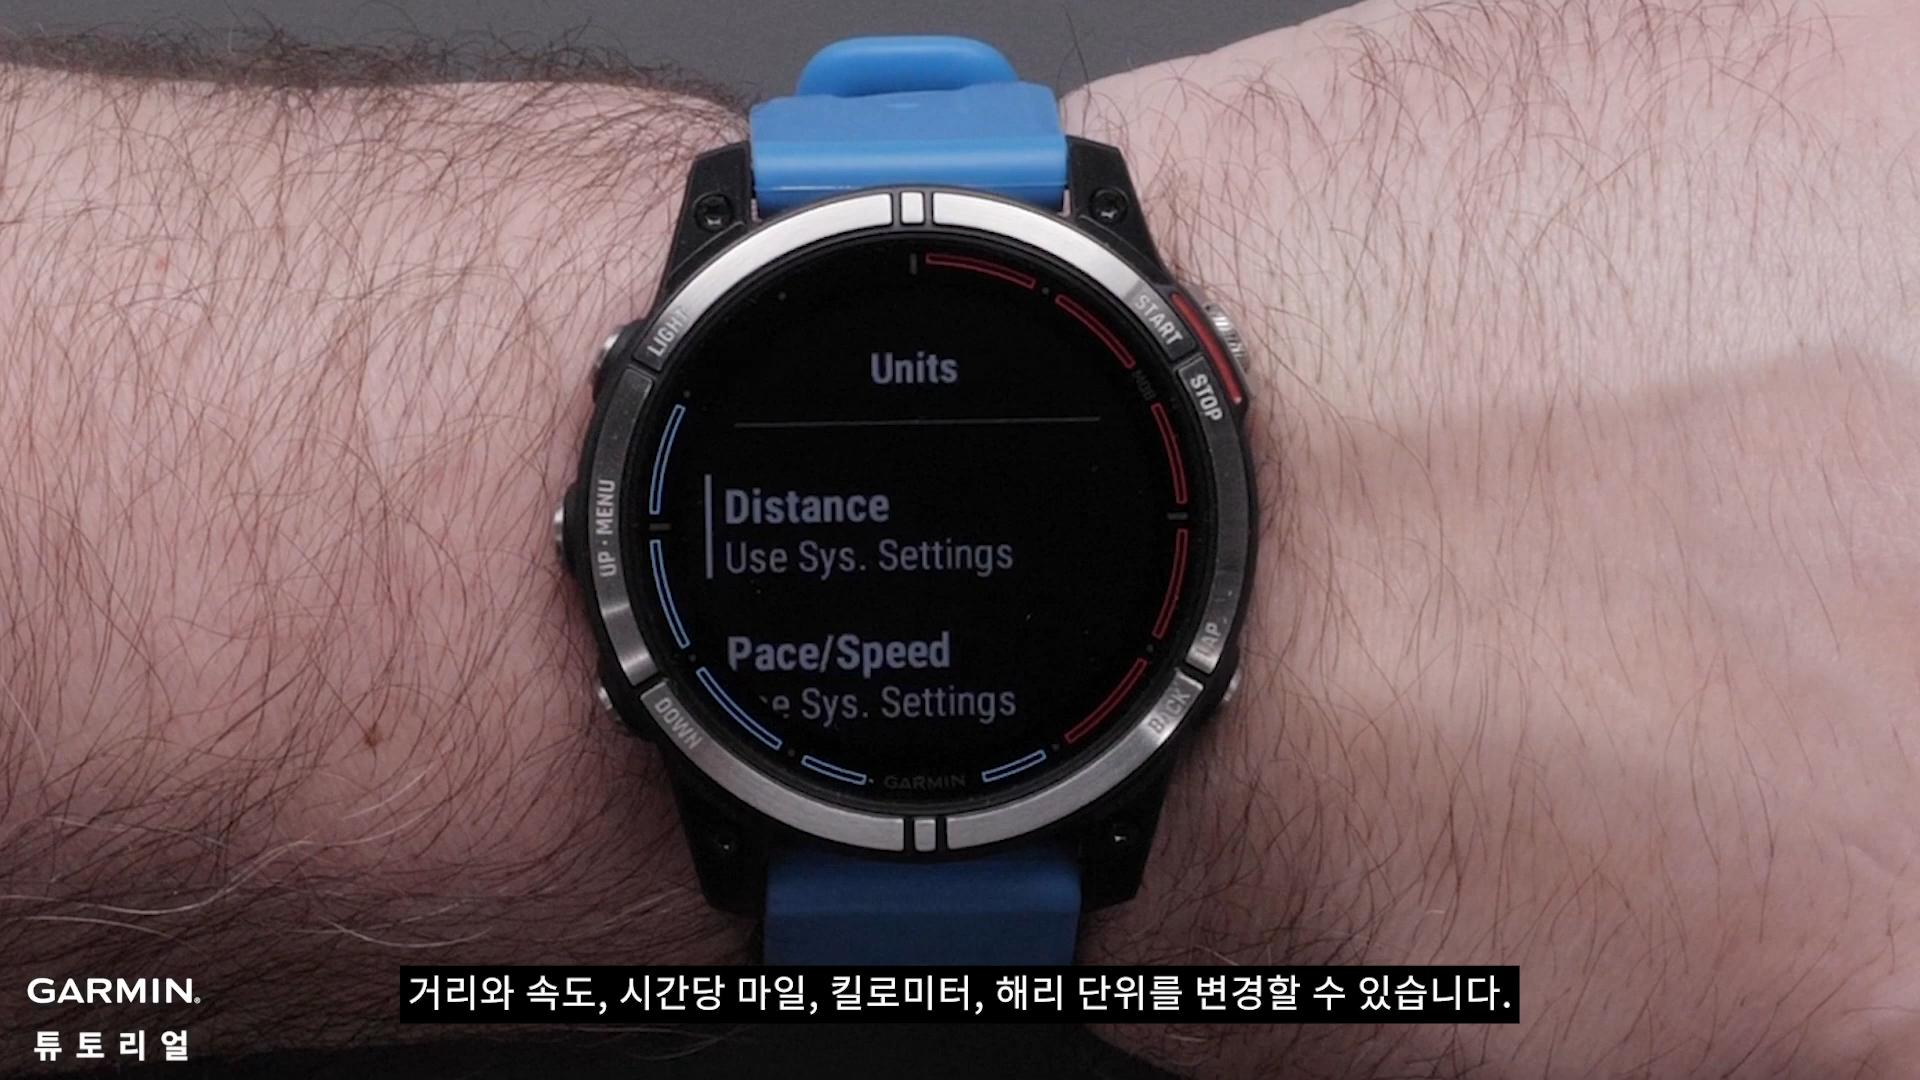 LIGHT
START
STOP
MOB
Units
Distance
Use Sys. Settings
UP · MENU
Pace/Speed
Sys. Settings
DOWN
BACK
GARMIN
GARMIN
튜토리얼
거리와 속도, 시간당 마일, 킬로미터, 해리 단위를 변경할 수 있습니다.